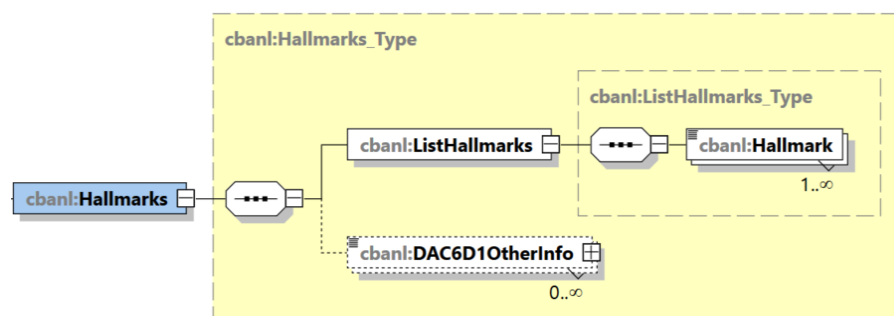 cbanl:Hallmarks_Type
cbanl:ListHallmarks_Type
cbanl:ListHallmarks
cbanl:Hallmark
1..∞
cbanl:Hallmarks
cbanl:DAC6D1OtherInfo
0..∞